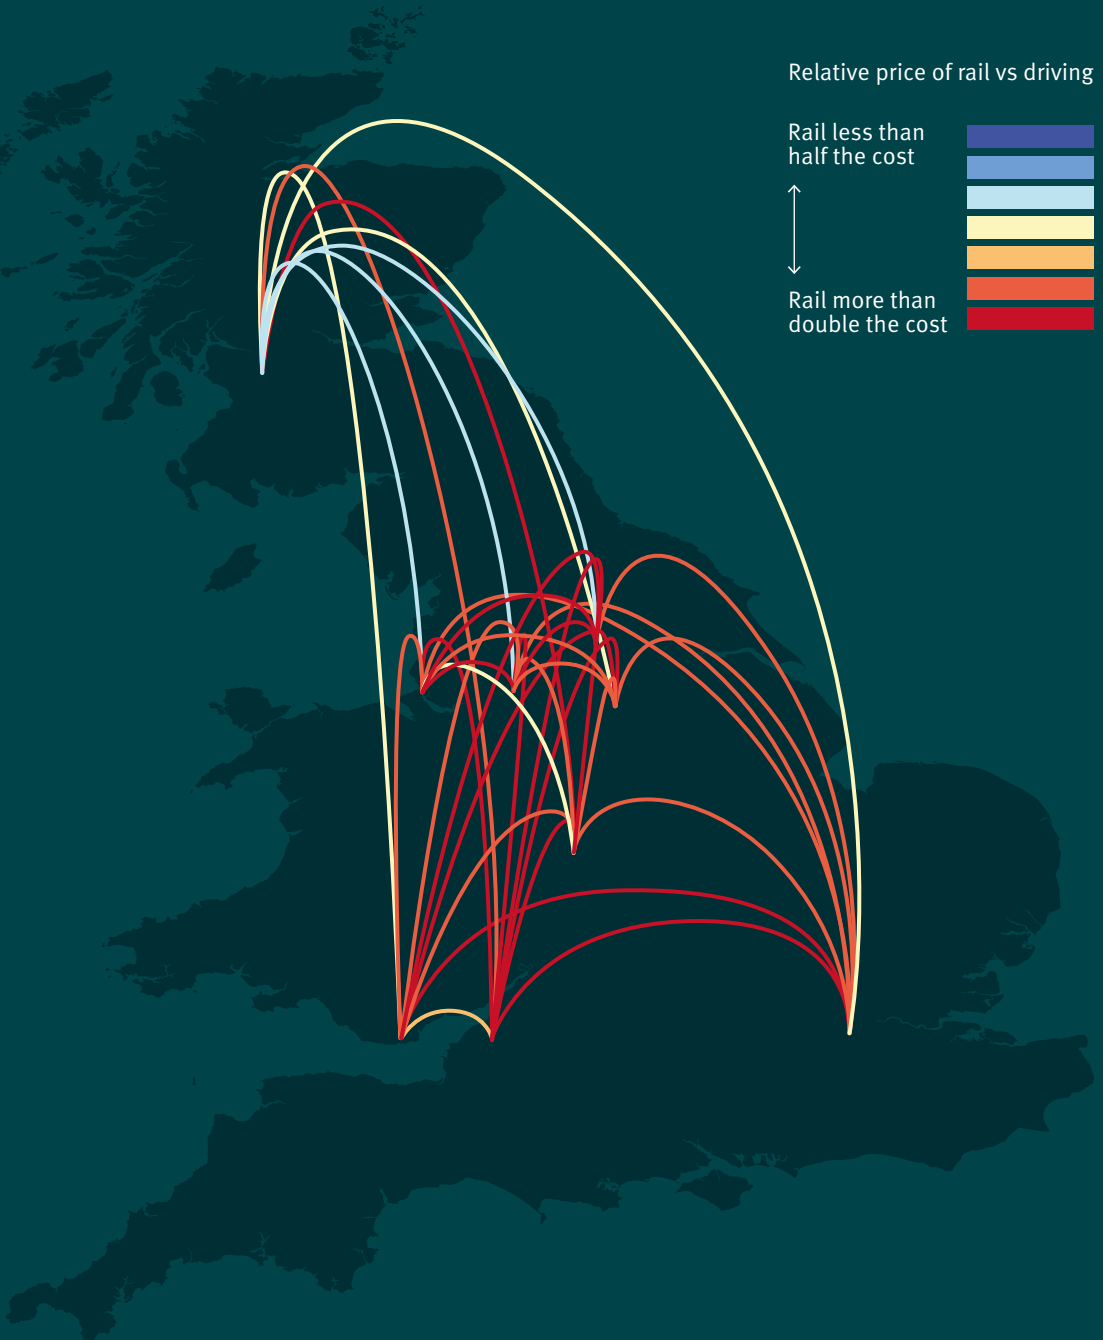 Relative price of rail vs driving
Rail less than
half the cost
Rail more than
double the cost